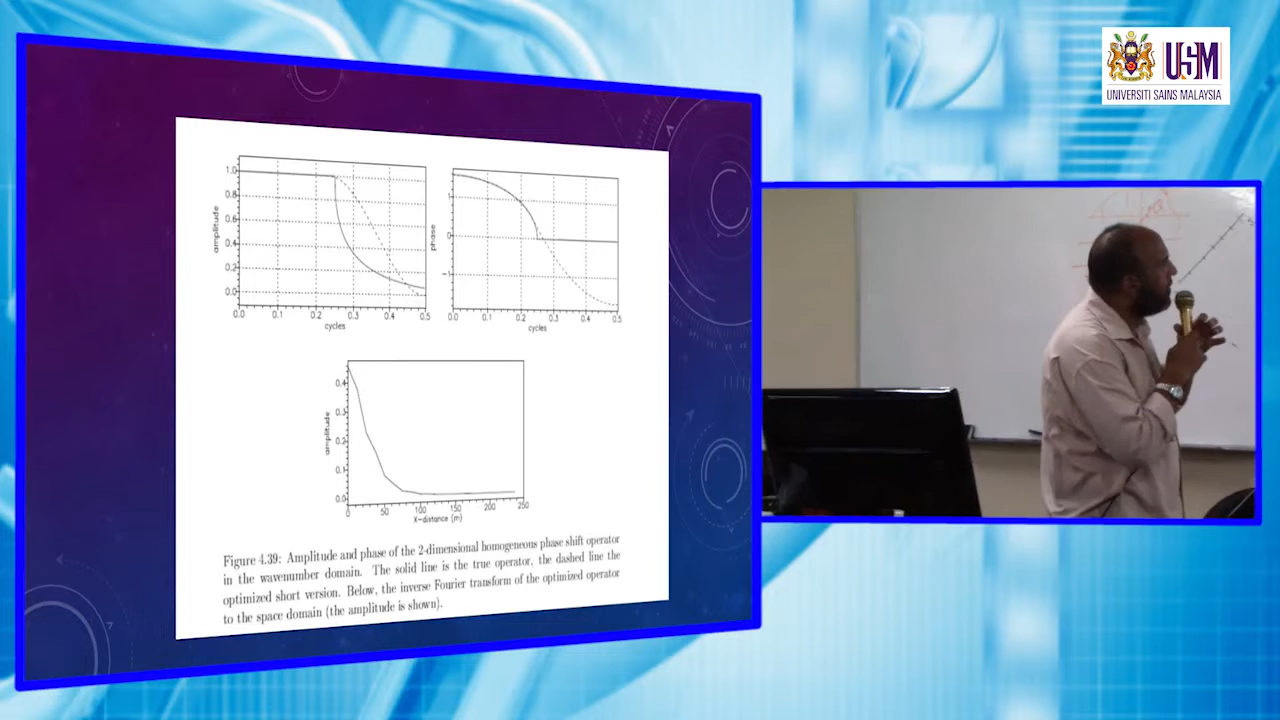 USM
UNIVERSITI SAINS MALAYSIA
1.0
0.8
0.6
0.4
0.2
0.0
amplitude
0.0 0.1 0.2 0.3 0.4 0.5
cycles
1
0
-1
phase
0.0 0.1 0.2 0.3 0.4 0.5
cycles
0.4
0.3
0.2
0.1
0.0
amplitude
0 50 100 150 200 250
X-distance (m)
Figure 4.39: Amplitude and phase of the 2-dimensional homogeneous phase shift operator
in the wavenumber domain. The solid line is the true operator, the dashed line the
optimized short version. Below, the inverse Fourier transform of the optimized operator
to the space domain (the amplitude is shown).